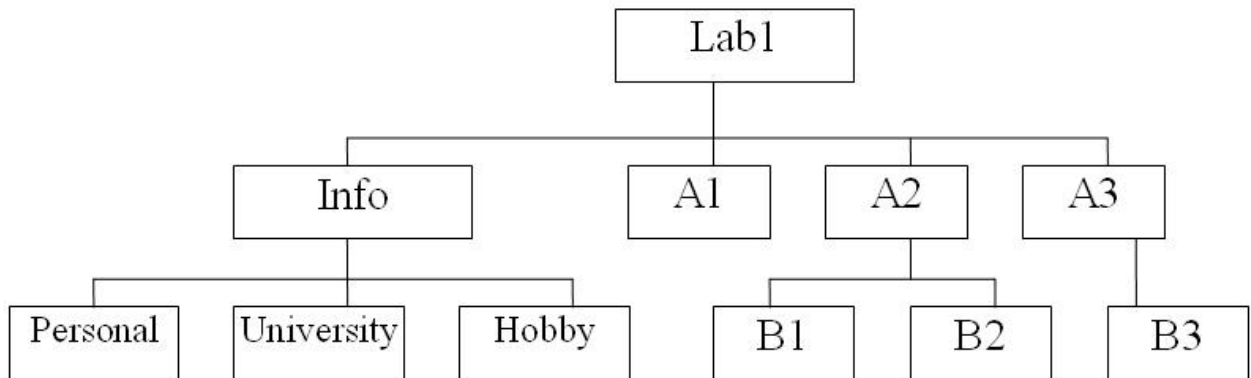 Lab1
Info
A1
A2
A3
Personal
University
Hobby
B1
B2
B3